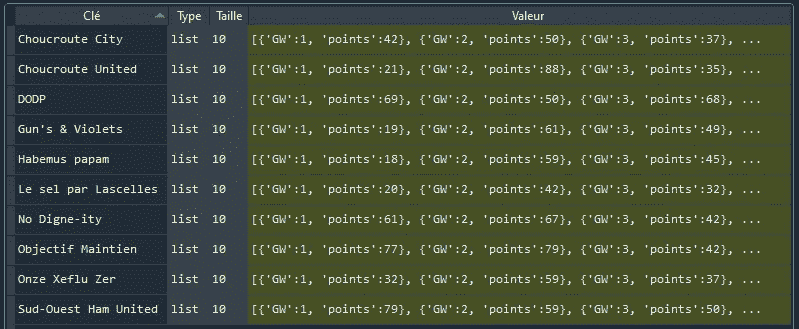 Clé Type Taille Valeur
Choucroute City list 10 [{'GW':1, 'points':42}, {'GW':2, 'points':50}, {'GW':3, 'points':37}, ...
Choucroute United list 10 [{'GW':1, 'points':21}, {'GW':2, 'points':88}, {'GW':3, 'points':35}, ...
DODP list 10 [{'GW':1, 'points':69}, {'GW':2, 'points':50}, {'GW':3, 'points':68}, ...
Gun's & Violets list 10 [{'GW':1, 'points':19}, {'GW':2, 'points':61}, {'GW':3, 'points':49}, ...
Habemus papam list 10 [{'GW':1, 'points':18}, {'GW':2, 'points':59}, {'GW':3, 'points':45}, ...
Le sel par Lascelles list 10 [{'GW':1, 'points':20}, {'GW':2, 'points':42}, {'GW':3, 'points':32}, ...
No Digne-ity list 10 [{'GW':1, 'points':61}, {'GW':2, 'points':67}, {'GW':3, 'points':42}, ...
Objectif Maintien list 10 [{'GW':1, 'points':77}, {'GW':2, 'points':79}, {'GW':3, 'points':42}, ...
Onze Xeflu Zer list 10 [{'GW':1, 'points':32}, {'GW':2, 'points':59}, {'GW':3, 'points':37}, ...
Sud-Ouest Ham United list 10 [{'GW':1, 'points':79}, {'GW':2, 'points':59}, {'GW':3, 'points':50}, ...